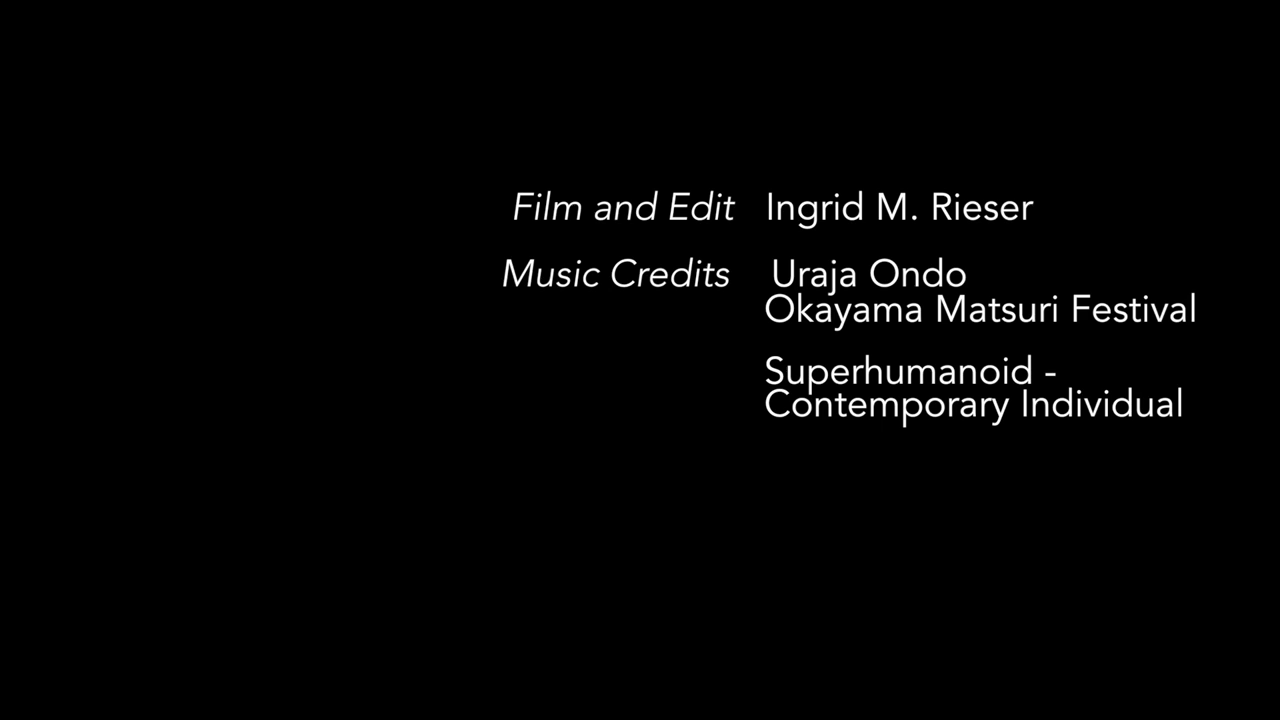 Film and Edit Ingrid M. Rieser
Music Credits Uraja Ondo
Okayama Matsuri Festival
Superhumanoid -
Contemporary Individual